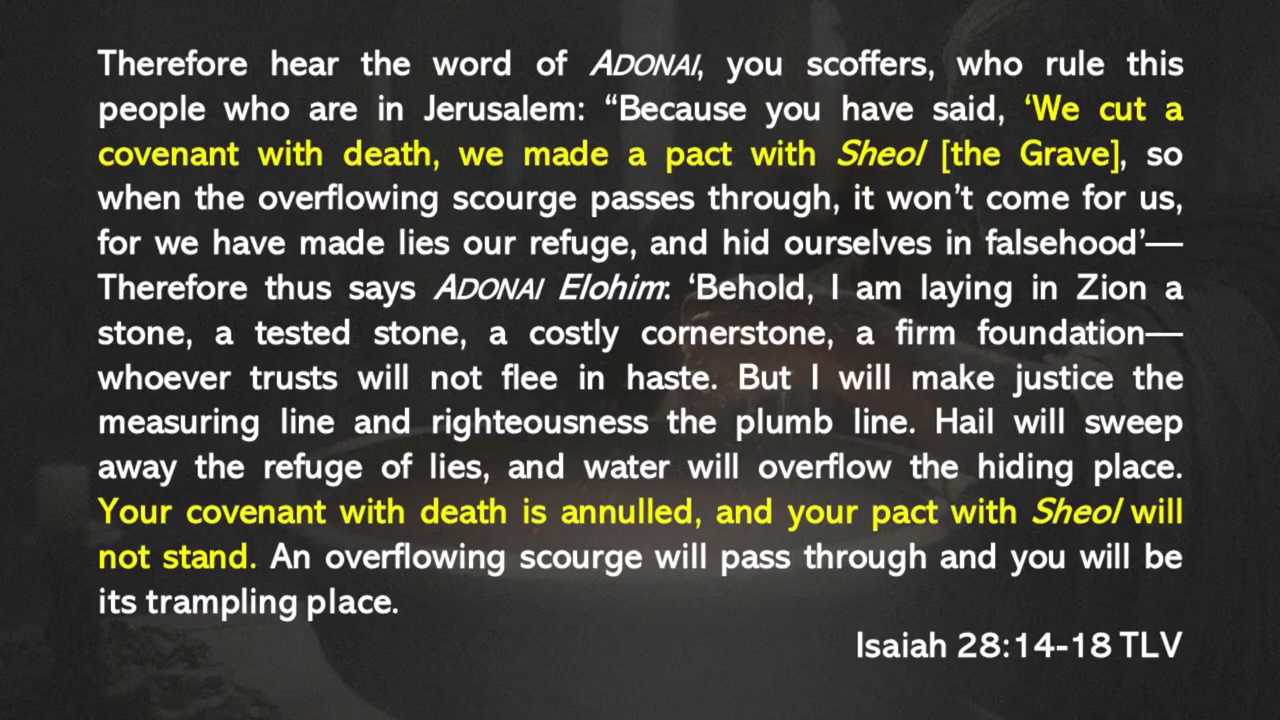 Therefore hear the word of ADONAI, you scoffers, who rule this
people who are in Jerusalem: “Because you have said, ‘We cut a
covenant with death, we made a pact with Sheol [the Grave], so
when the overflowing scourge passes through, it won’t come for us,
for we have made lies our refuge, and hid ourselves in falsehood’—
Therefore thus says ADONAI Elohim: ‘Behold, I am laying in Zion a
stone, a tested stone, a costly cornerstone, a firm foundation—
whoever trusts will not flee in haste. But I will make justice the
measuring line and righteousness the plumb line. Hail will sweep
away the refuge of lies, and water will overflow the hiding place.
Your covenant with death is annulled, and your pact with Sheol will
not stand. An overflowing scourge will pass through and you will be
its trampling place.
Isaiah 28:14-18 TLV